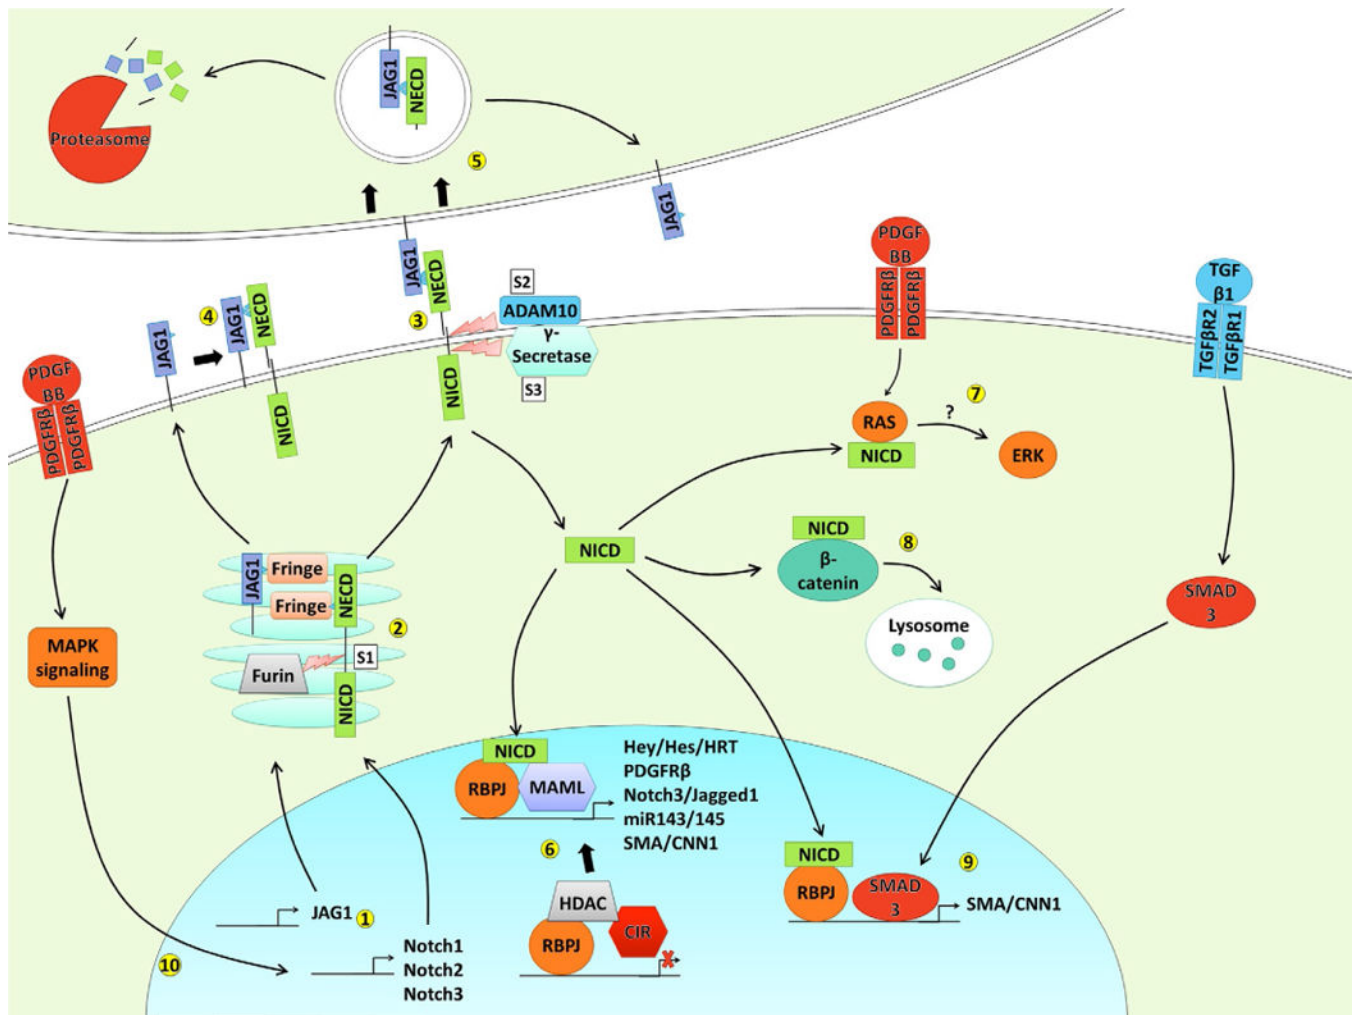 Proteasome
JAG1
NECD
5
JAG1
JAG1
NECD
S2
ADAM10
γ-
Secretase
S3
3
NICD
4
JAG1
JAG1
NECD
NICD
PDGF
BB
PDGFRβ
PDGFRβ
PDGF
BB
PDGFRβ
PDGFRβ
TGF
β1
TGFβR2
TGFβR1
RAS
NICD
?
7
ERK
NICD
NICD
β-
catenin
8
Lysosome
SMAD
3
MAPK
signaling
JAG1
Fringe
Fringe
NECD
2
S1
Furin
NICD
NICD
RBPJ
MAML
Hey/Hes/HRT
PDGFRβ
Notch3/Jagged1
miR143/145
SMA/CNN1
6
HDAC
RBPJ
CIR
X
NICD
RBPJ
SMAD
3
9
SMA/CNN1
JAG1
1
10
Notch1
Notch2
Notch3